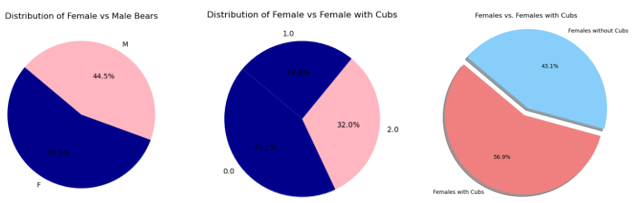 Distribution of Female vs Male Bears
M
44.5%
F
Distribution of Female vs Female with Cubs
1.0
32.0%
2.0
0.0
Females vs. Females with Cubs
Females without Cubs
43.1%
56.9%
Females with Cubs